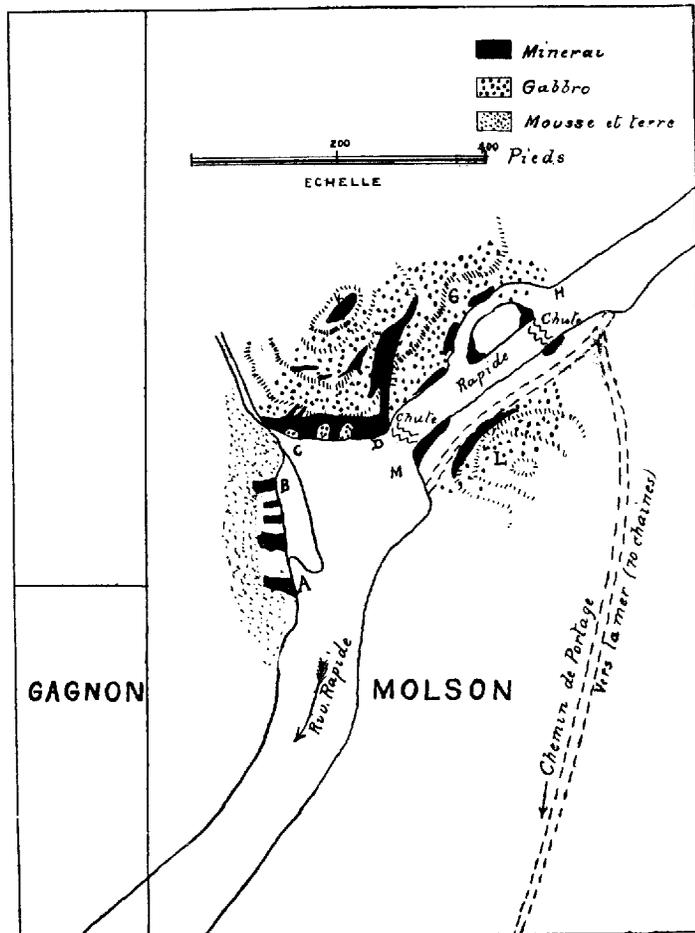 Minerai
Gabbro
Mousse et terre
200
400
Pieds
ECHELLE
G
H
Chute
Rapide
Chute
C
D
M
L
B
A
Riv. Rapide
GAGNON
MOLSON
Chemin de Portage
Vers la mer (70 chaines)